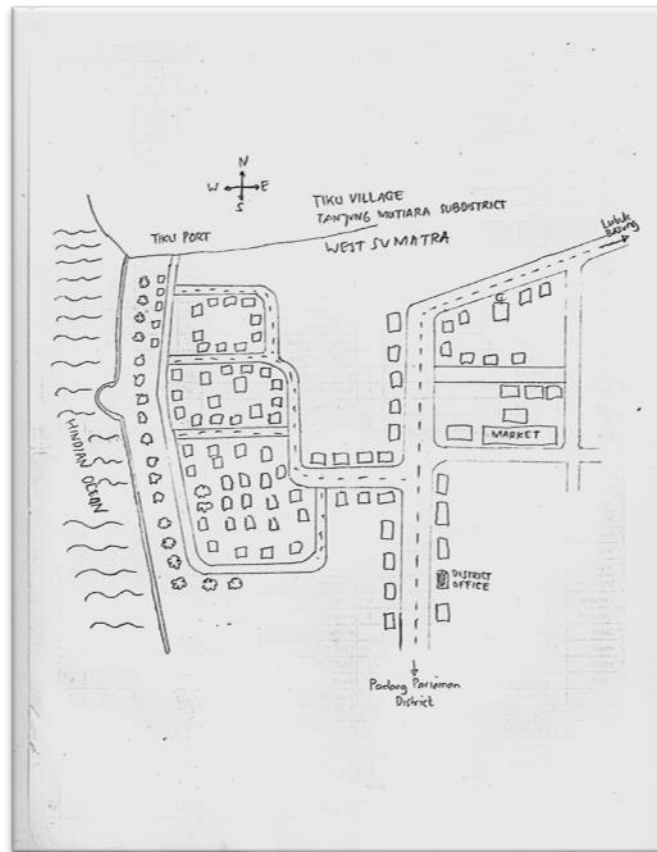 N
W E
S
TIKU VILLAGE
TANJUNG MUTIARA SUBDISTRICT
WEST SUMATRA
TIKU PORT
Lubuk
Basung
HINDIAN OCEAN
MARKET
DISTRICT
OFFICE
Padang Pariaman
District